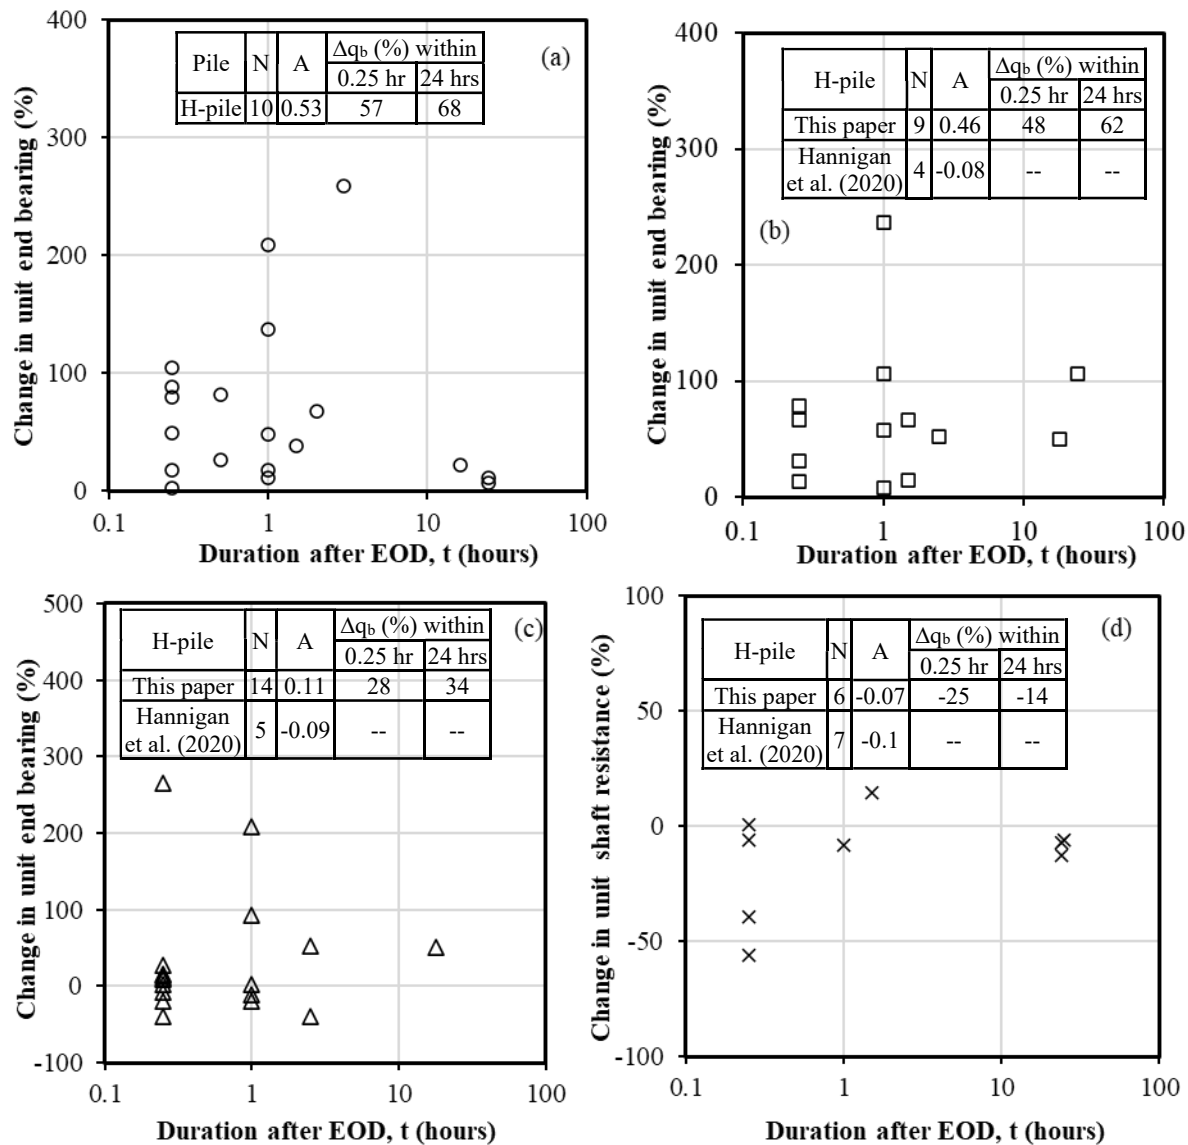 400
300
200
100
0
0.1 1 10 100
Change in unit end bearing (%)
Duration after EOD, t (hours)
(a)
Pile N A Δqb (%) within
0.25 hr 24 hrs
H-pile 10 0.53 57 68
400
300
200
100
0
0.1 1 10 100
Change in unit end bearing (%)
Duration after EOD, t (hours)
(b)
H-pile N A Δqb (%) within
0.25 hr 24 hrs
This paper 9 0.46 48 62
Hannigan
et al. (2020) 4 -0.08 -- --
500
400
300
200
100
0
-100
0.1 1 10 100
Change in unit end bearing (%)
Duration after EOD, t (hours)
(c)
H-pile N A Δqb (%) within
0.25 hr 24 hrs
This paper 14 0.11 28 34
Hannigan
et al. (2020) 5 -0.09 -- --
100
50
0
-50
-100
0.1 1 10 100
Change in unit shaft resistance (%)
Duration after EOD, t (hours)
(d)
H-pile N A Δqb (%) within
0.25 hr 24 hrs
This paper 6 -0.07 -25 -14
Hannigan
et al. (2020) 7 -0.1 -- --